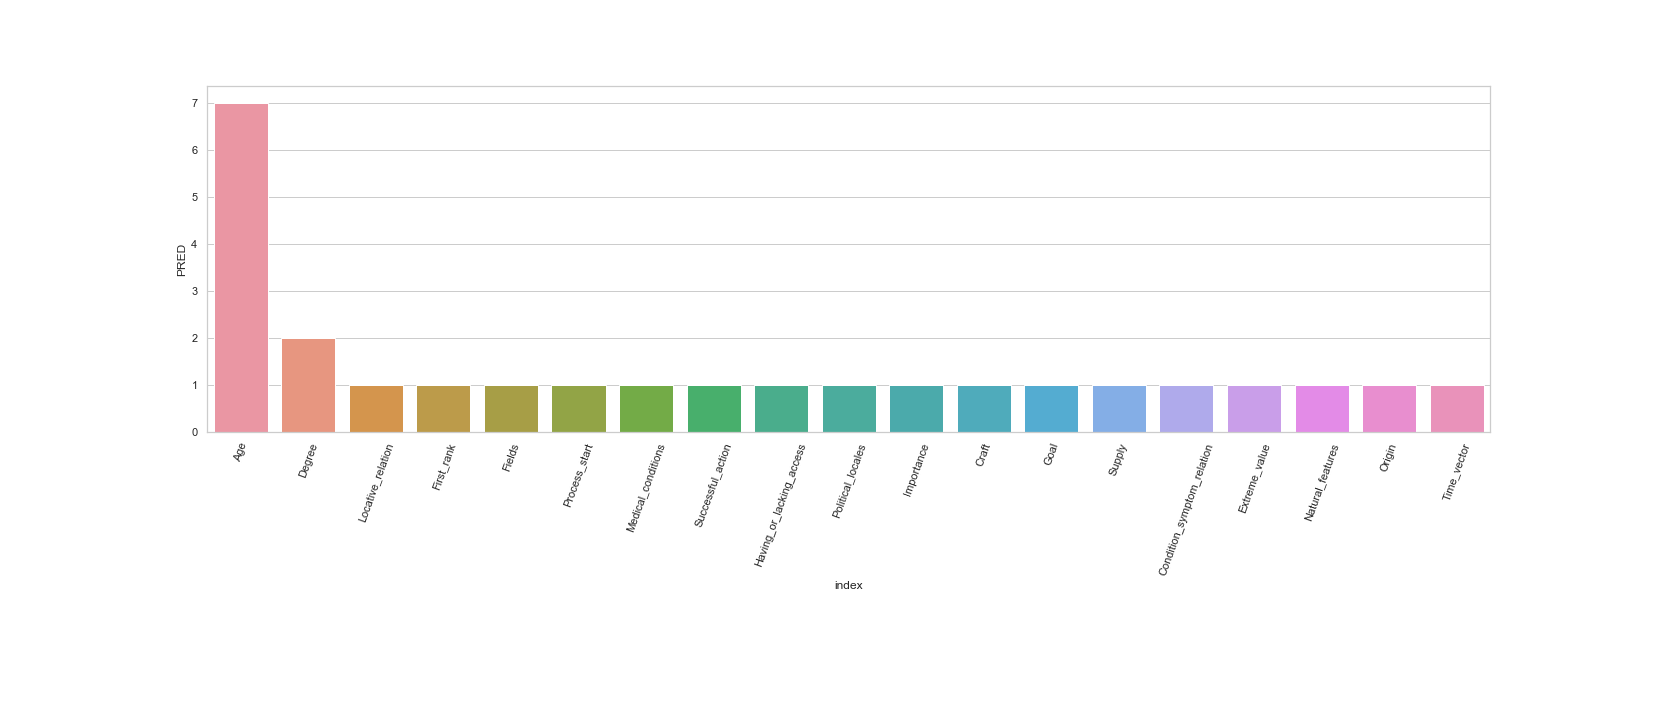 7
6
5
4
3
2
1
0
PRED
Age
Degree
Locative_relation
First_rank
Fields
Process_start
Medical_conditions
Successful_action
Having_or_lacking_access
Political_locales
Importance
Craft
Goal
Supply
Condition_symptom_relation
Extreme_value
Natural_features
Origin
Time_vector
index